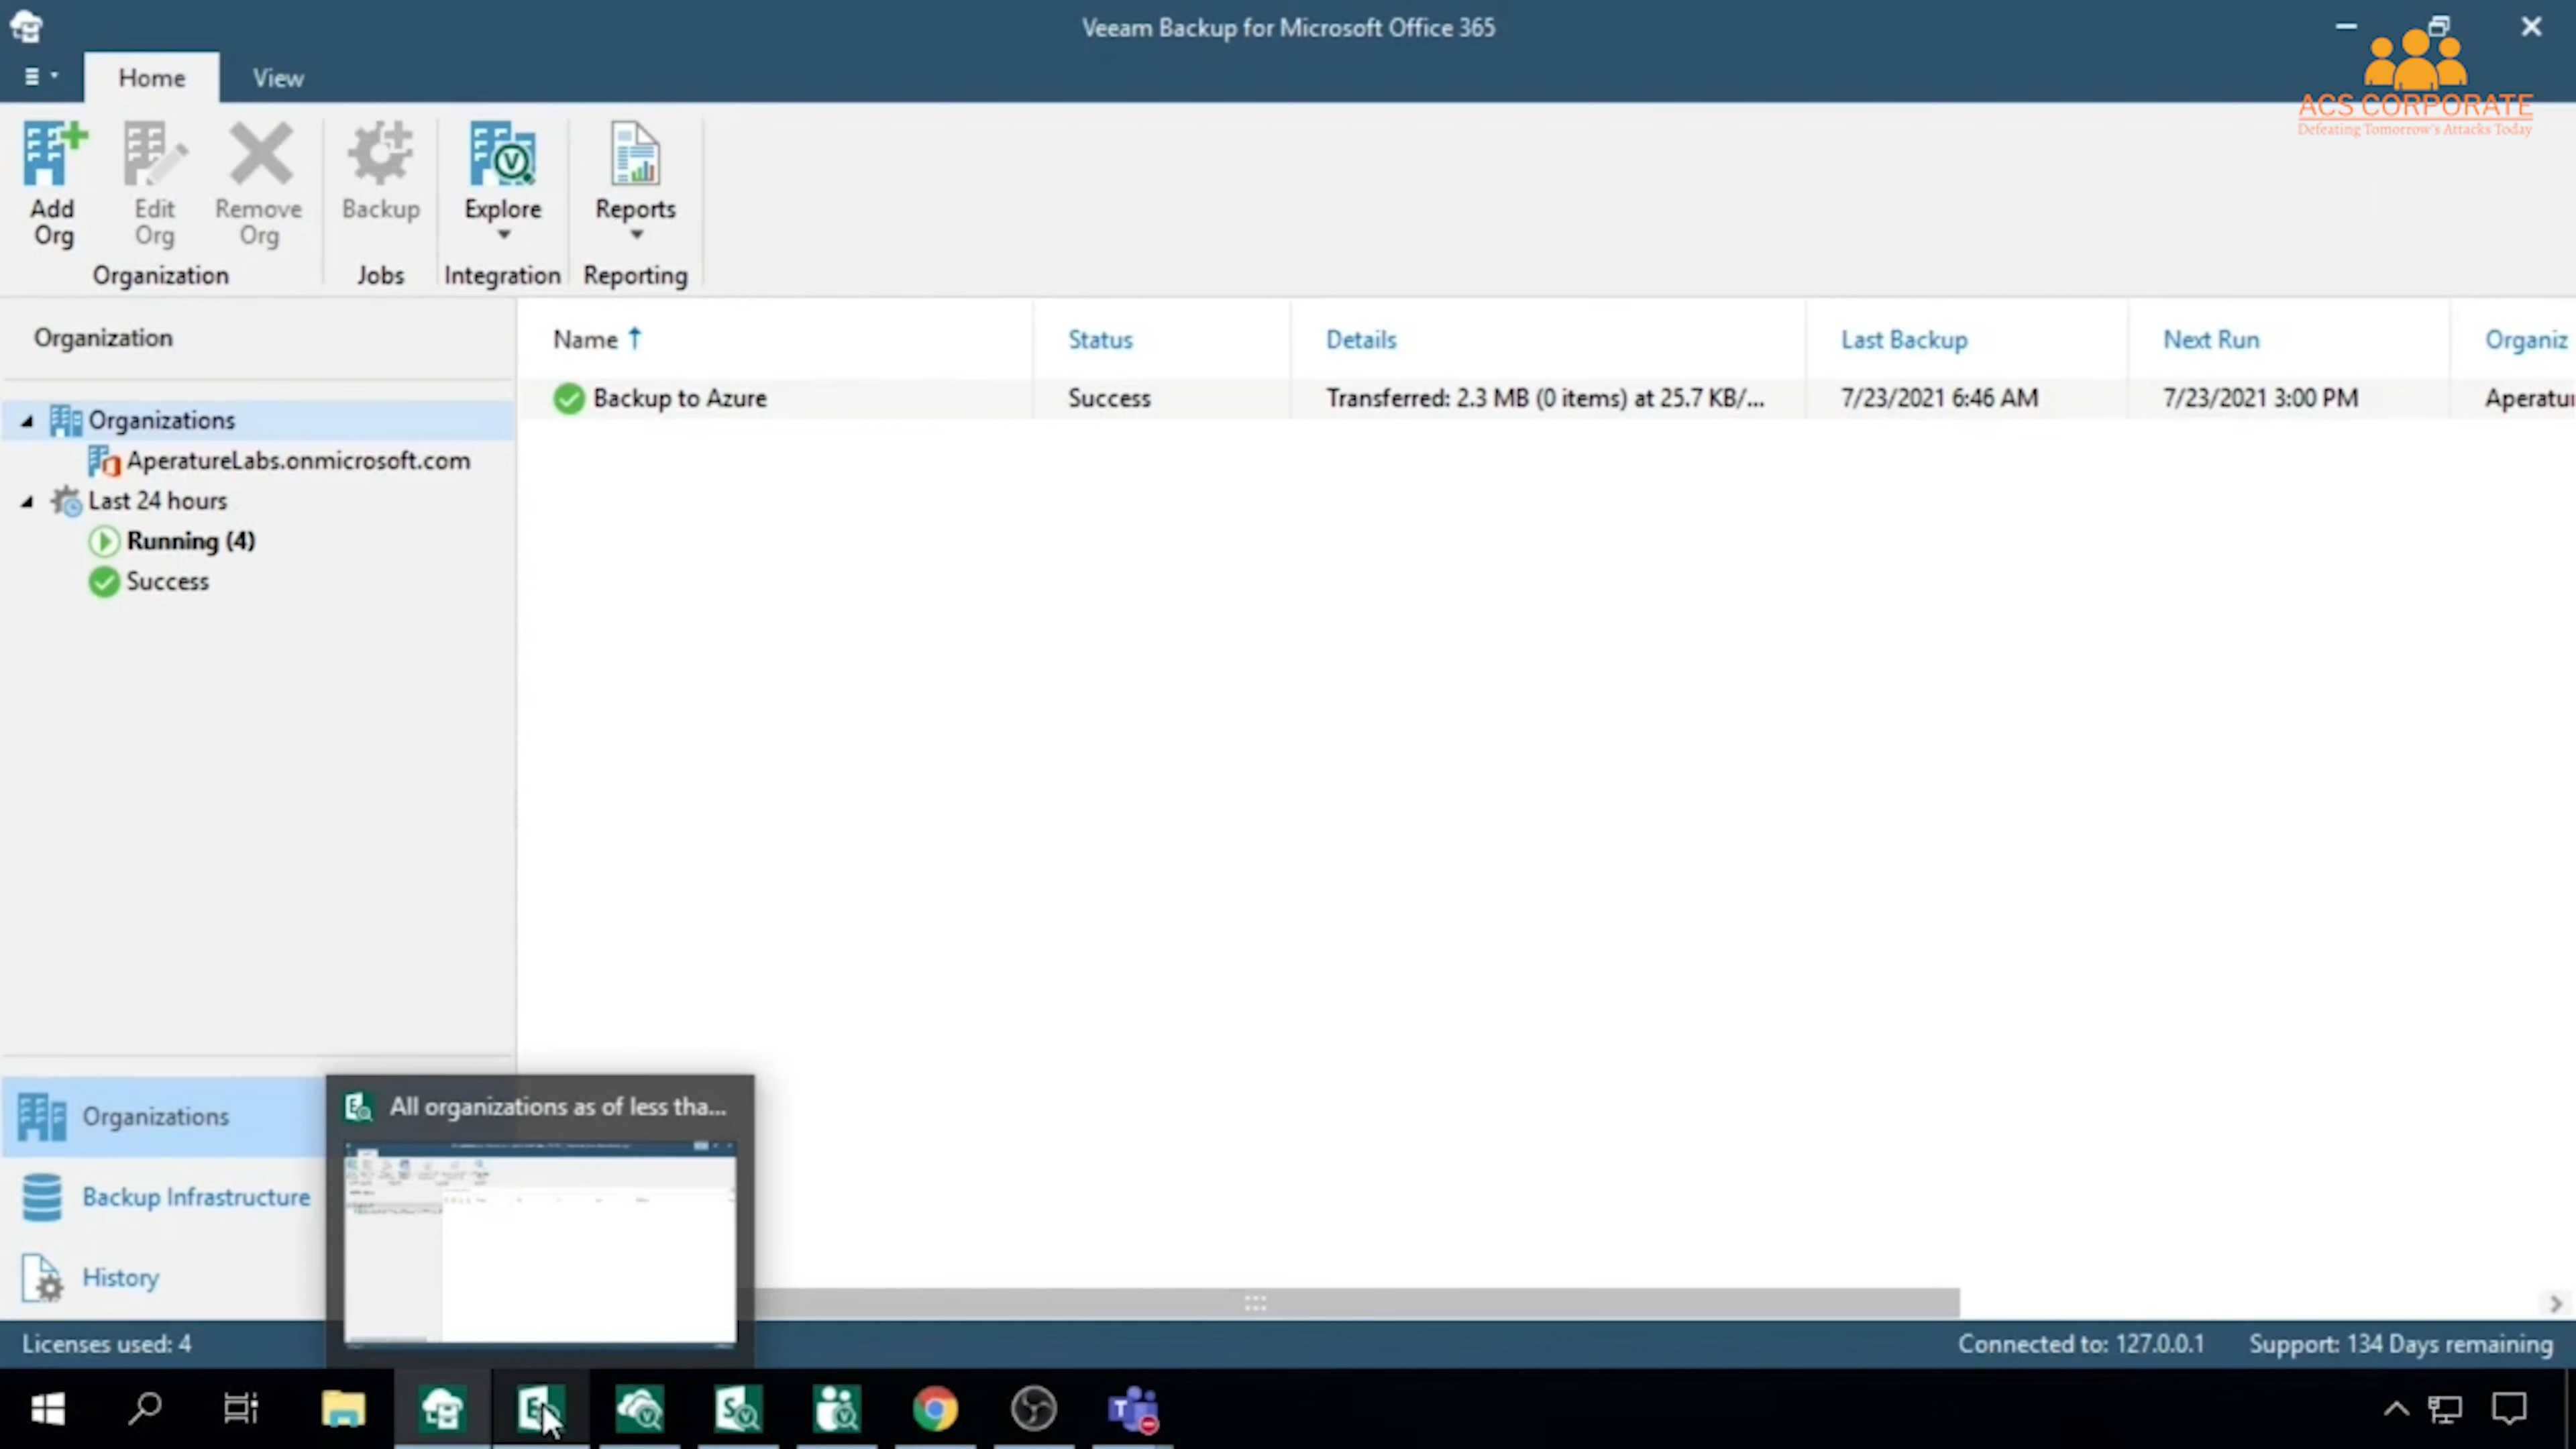 Veeam Backup for Microsoft Office 365
ACS CORPORATE
Defeating Tomorrow's Attacks Today
Home
View
Add
Org
Edit
Org
Remove
Org
Backup
Explore
Reports
Organization
Jobs
Integration
Reporting
Organization
Name
Status
Details
Last Backup
Next Run
Organiz
Backup to Azure
Success
Transferred: 2.3 MB (0 items) at 25.7 KB/...
7/23/2021 6:46 AM
7/23/2021 3:00 PM
Aperatu
Organizations
AperatureLabs.onmicrosoft.com
Last 24 hours
Running (4)
Success
Organizations
Backup Infrastructure
History
All organizations as of less tha...
Licenses used: 4
Connected to: 127.0.0.1
Support: 134 Days remaining